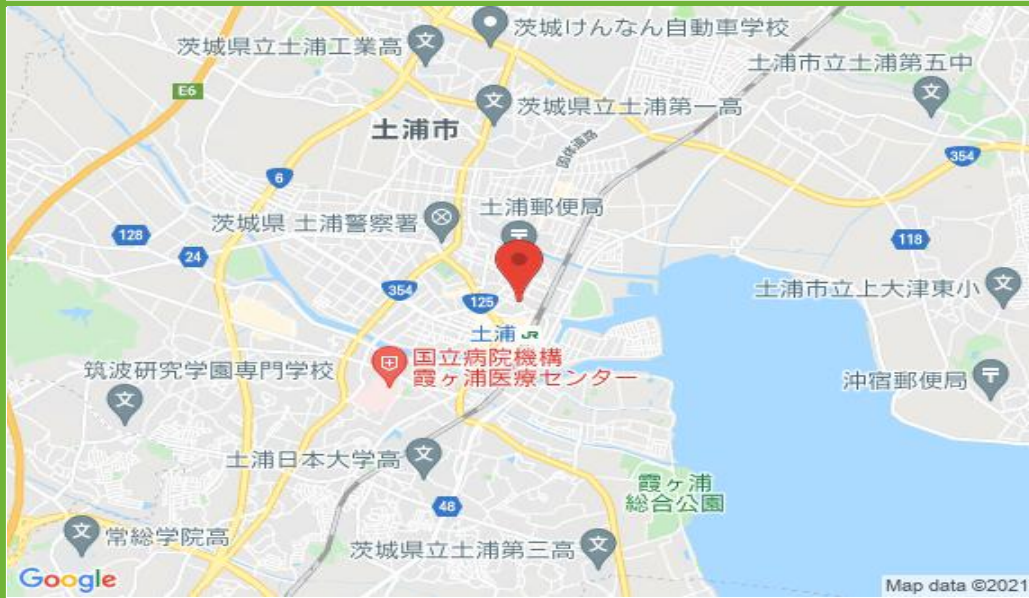 茨城けんなん自動車学校
茨城県立土浦工業高
土浦市立土浦第五中
E6
茨城県立土浦第一高
土浦市
国体道路
354
6
土浦郵便局
茨城県 土浦警察署
128
118
24
354
125
土浦市立上大津東小
土浦 JR
国立病院機構
霞ヶ浦医療センター
筑波研究学園専門学校
沖宿郵便局
土浦日本大学高
霞ヶ浦
総合公園
48
常総学院高
茨城県立土浦第三高
Google
Map data ©2021